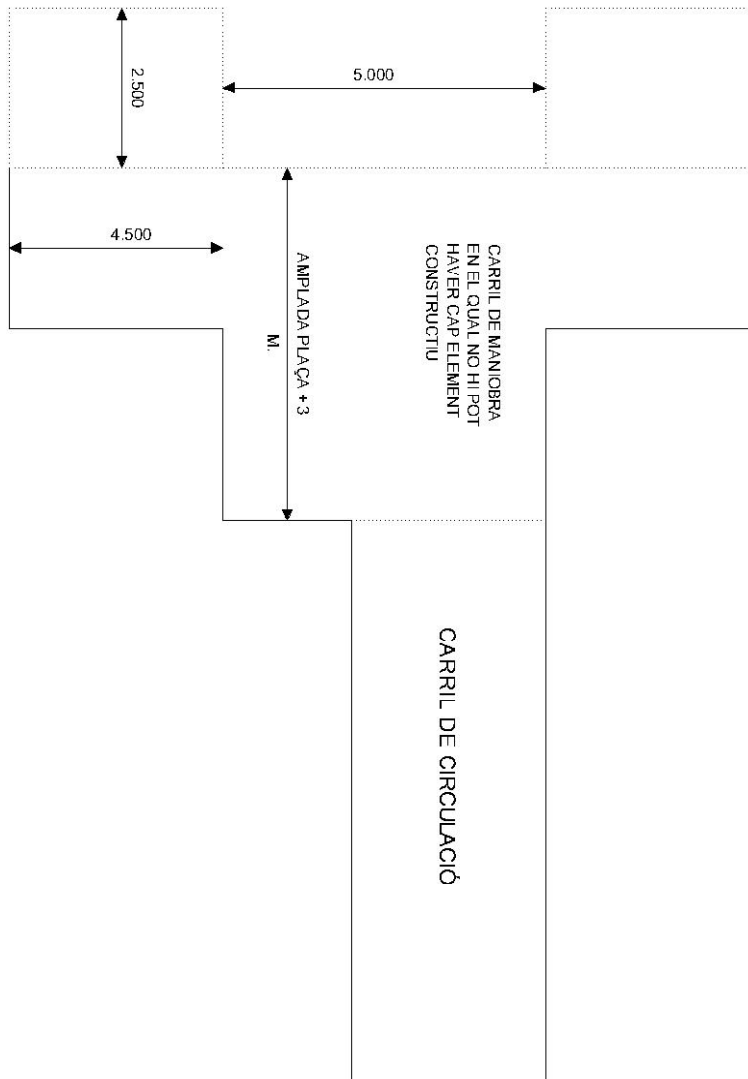 5.000
2.500
4.500
AMPLADA PLAÇA + 3
M.
CARRIL DE MANIOBRA
EN EL QUAL NO HI POT
HAVER CAP ELEMENT
CONSTRUCTIU
CARRIL DE CIRCULACIÓ